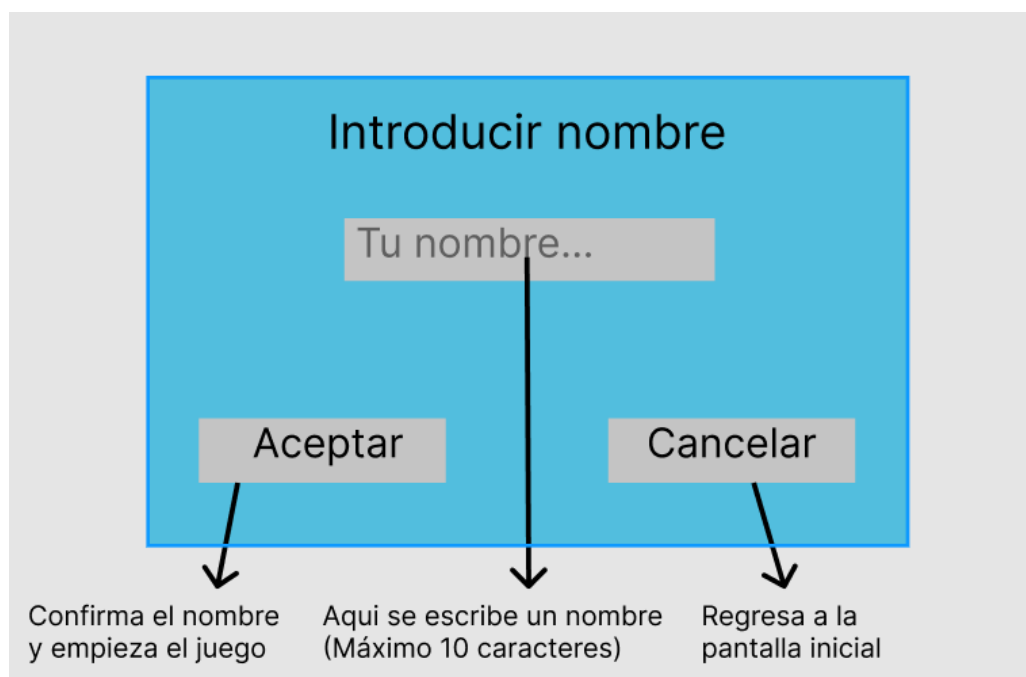 Introducir nombre
Tu nombre...
Aceptar
Cancelar
Confirma el nombre
y empieza el juego
Aqui se escribe un nombre
(Máximo 10 caracteres)
Regresa a la
pantalla inicial